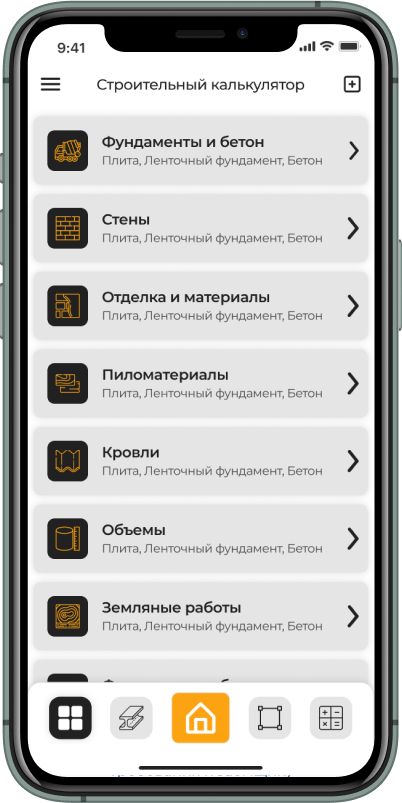 9:41
Строительный калькулятор
Фундаменты и бетон
Плита, Ленточный фундамент, Бетон
Стены
Плита, Ленточный фундамент, Бетон
Отделка и материалы
Плита, Ленточный фундамент, Бетон
Пиломатериалы
Плита, Ленточный фундамент, Бетон
Кровли
Плита, Ленточный фундамент, Бетон
Объемы
Плита, Ленточный фундамент, Бетон
Земляные работы
Плита, Ленточный фундамент, Бетон